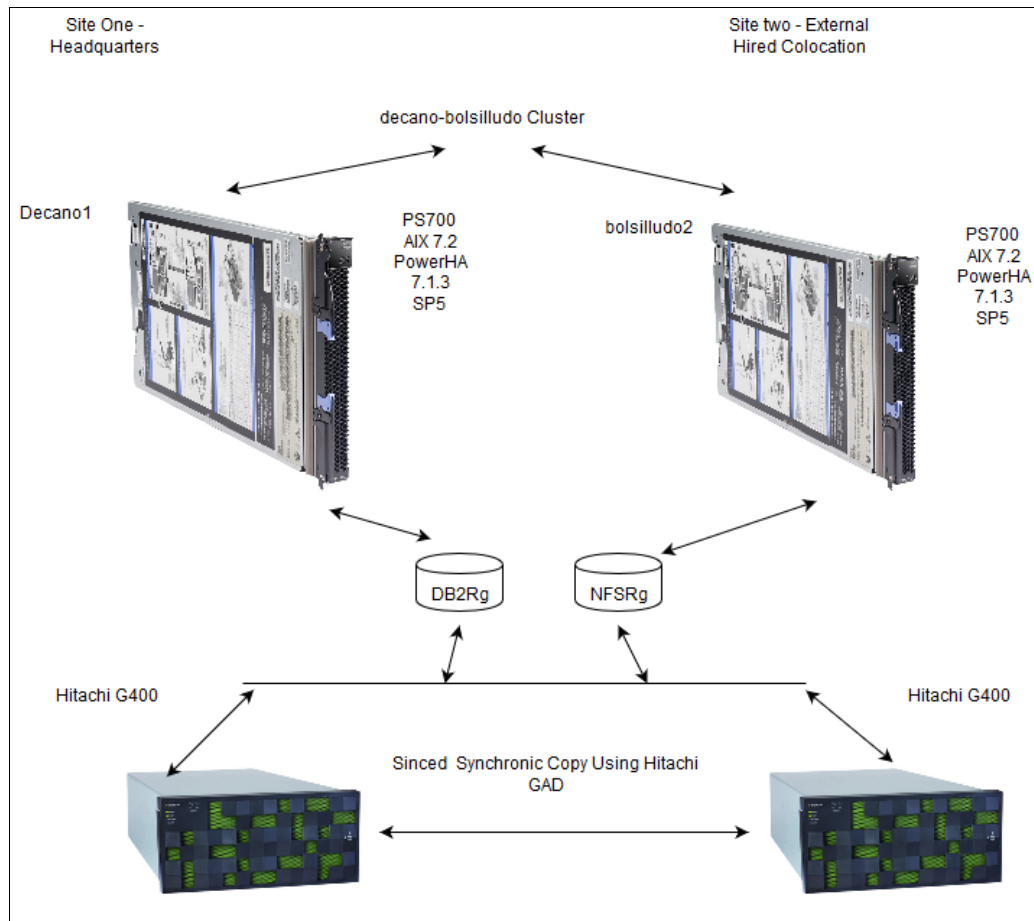 Site One -
Headquarters
Site two - External
Hired Colocation
decano-bolsilludo Cluster
Decano1
PS700
AIX 7.2
PowerHA
7.1.3
SP5
bolsilludo2
PS700
AIX 7.2
PowerHA
7.1.3
SP5
DB2Rg
NFSRg
Hitachi G400
Hitachi G400
Sinced Synchronic Copy Using Hitachi
GAD